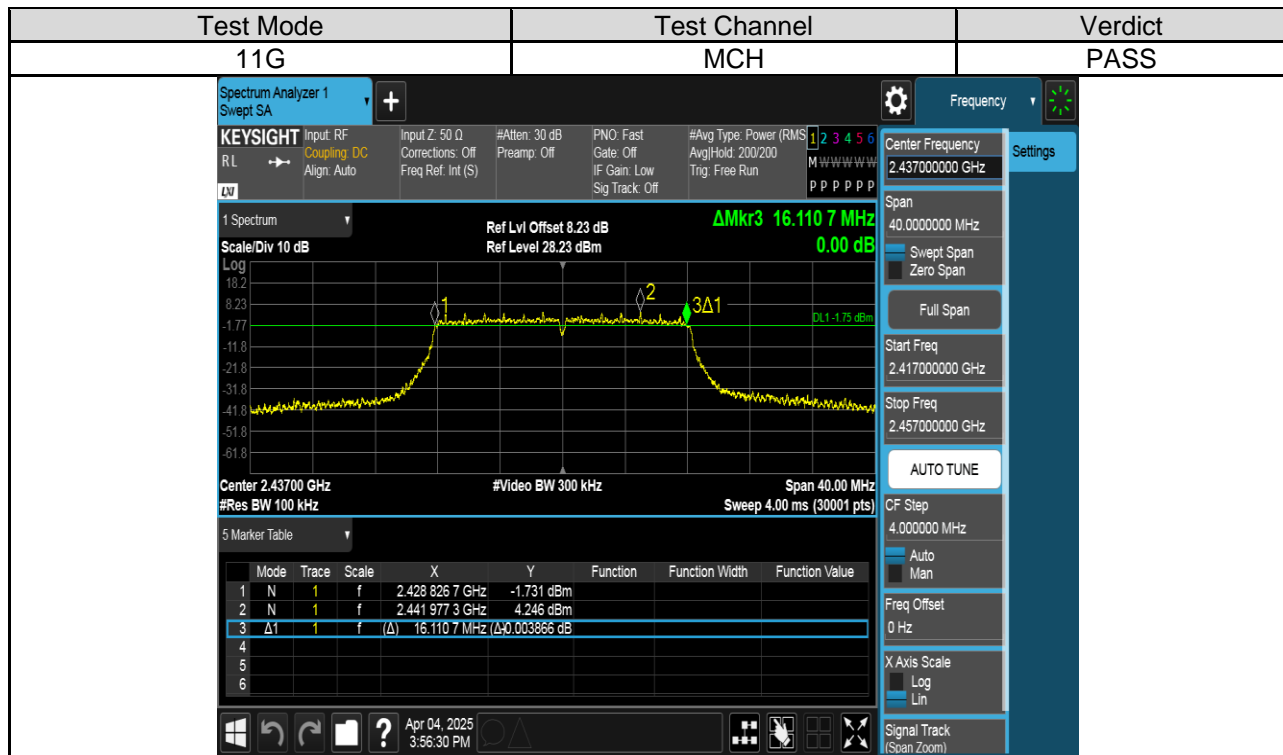 Test Mode Test Channel Verdict
11G MCH PASS
Spectrum Analyzer 1
Swept SA
+
Frequency
KEYSIGHT Input: RF Input Z: 50 Ω #Atten: 30 dB PNO: Fast #Avg Type: Power (RMS 1 2 3 4 5 6
RL Coupling: DC Corrections: Off Preamp: Off Gate: Off Avg|Hold: 200/200 M W W W W W
Align: Auto Freq Ref: Int (S) IF Gain: Low Trig: Free Run
LXI Sig Track: Off P P P P P P
1 Spectrum
Ref Lvl Offset 8.23 dB ΔMkr3 16.110 7 MHz
Scale/Div 10 dB Ref Level 28.23 dBm 0.00 dB
Log
18.2
8.23
-1.77
-11.8
-21.8
-31.8
-41.8
-51.8
-61.8
1
2
3Δ1
DL1 -1.75 dBm
Center 2.43700 GHz #Video BW 300 kHz Span 40.00 MHz
#Res BW 100 kHz Sweep 4.00 ms (30001 pts)
5 Marker Table
Mode Trace Scale X Y Function Function Width Function Value
1 N 1 f 2.428 826 7 GHz -1.731 dBm
2 N 1 f 2.441 977 3 GHz 4.246 dBm
3 Δ1 1 f (Δ) 16.110 7 MHz (Δ) 0.003866 dB
4
5
6
Apr 04, 2025
3:56:30 PM
?
Center Frequency
2.437000000 GHz
Settings
Span
40.0000000 MHz
Swept Span
Zero Span
Full Span
Start Freq
2.417000000 GHz
Stop Freq
2.457000000 GHz
AUTO TUNE
CF Step
4.000000 MHz
Auto
Man
Freq Offset
0 Hz
X Axis Scale
Log
Lin
Signal Track
(Span Zoom)